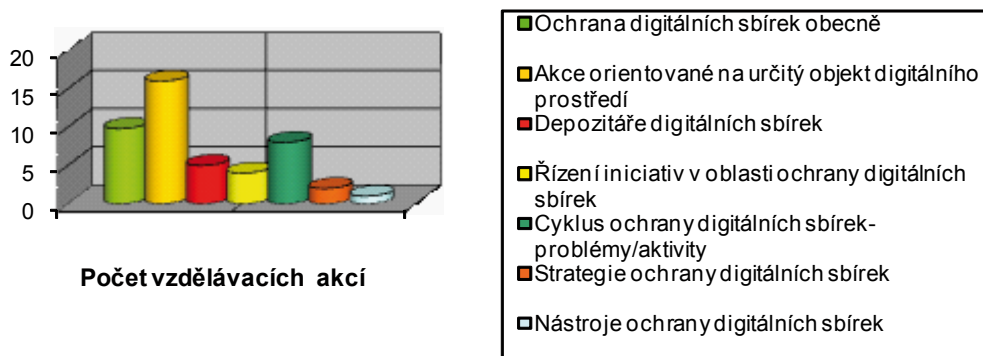 20
15
10
5
0
Počet vzdělávacích akcí
Ochrana digitálních sbírek obecně
Akce orientované na určitý objekt digitálního
prostředí
Depozitáře digitálních sbírek
Řízení iniciativ v oblasti ochrany digitálních
sbírek
Cyklus ochrany digitálních sbírek-
problémy/aktivity
Strategie ochrany digitálních sbírek
Nástroje ochrany digitálních sbírek